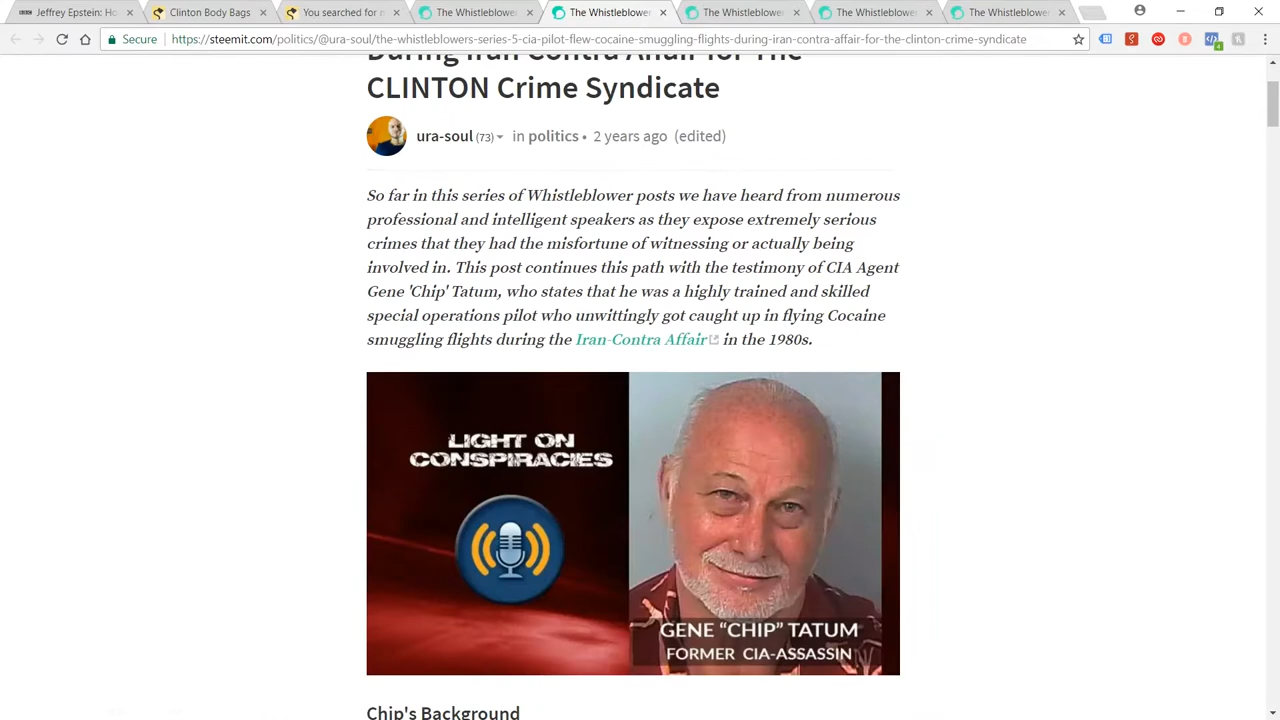 Jeffrey Epstein: Ho
Clinton Body Bags
You searched for
The Whistleblower
The Whistleblower
The Whistleblower
The Whistleblower
The Whistleblower
Secure
https://steemit.com/politics/@ura-soul/the-whistleblowers-series-5-cia-pilot-flew-cocaine-smuggling-flights-during-iran-contra-affair-for-the-clinton-crime-syndicate
During Iran Contra Affair for The
CLINTON Crime Syndicate
ura-soul (73) in politics • 2 years ago (edited)
So far in this series of Whistleblower posts we have heard from numerous
professional and intelligent speakers as they expose extremely serious
crimes that they had the misfortune of witnessing or actually being
involved in. This post continues this path with the testimony of CIA Agent
Gene 'Chip' Tatum, who states that he was a highly trained and skilled
special operations pilot who unwittingly got caught up in flying Cocaine
smuggling flights during the Iran-Contra Affair in the 1980s.
LIGHT ON
CONSPIRACIES
GENE “CHIP” TATUM
FORMER CIA-ASSASSIN
Chip's Background